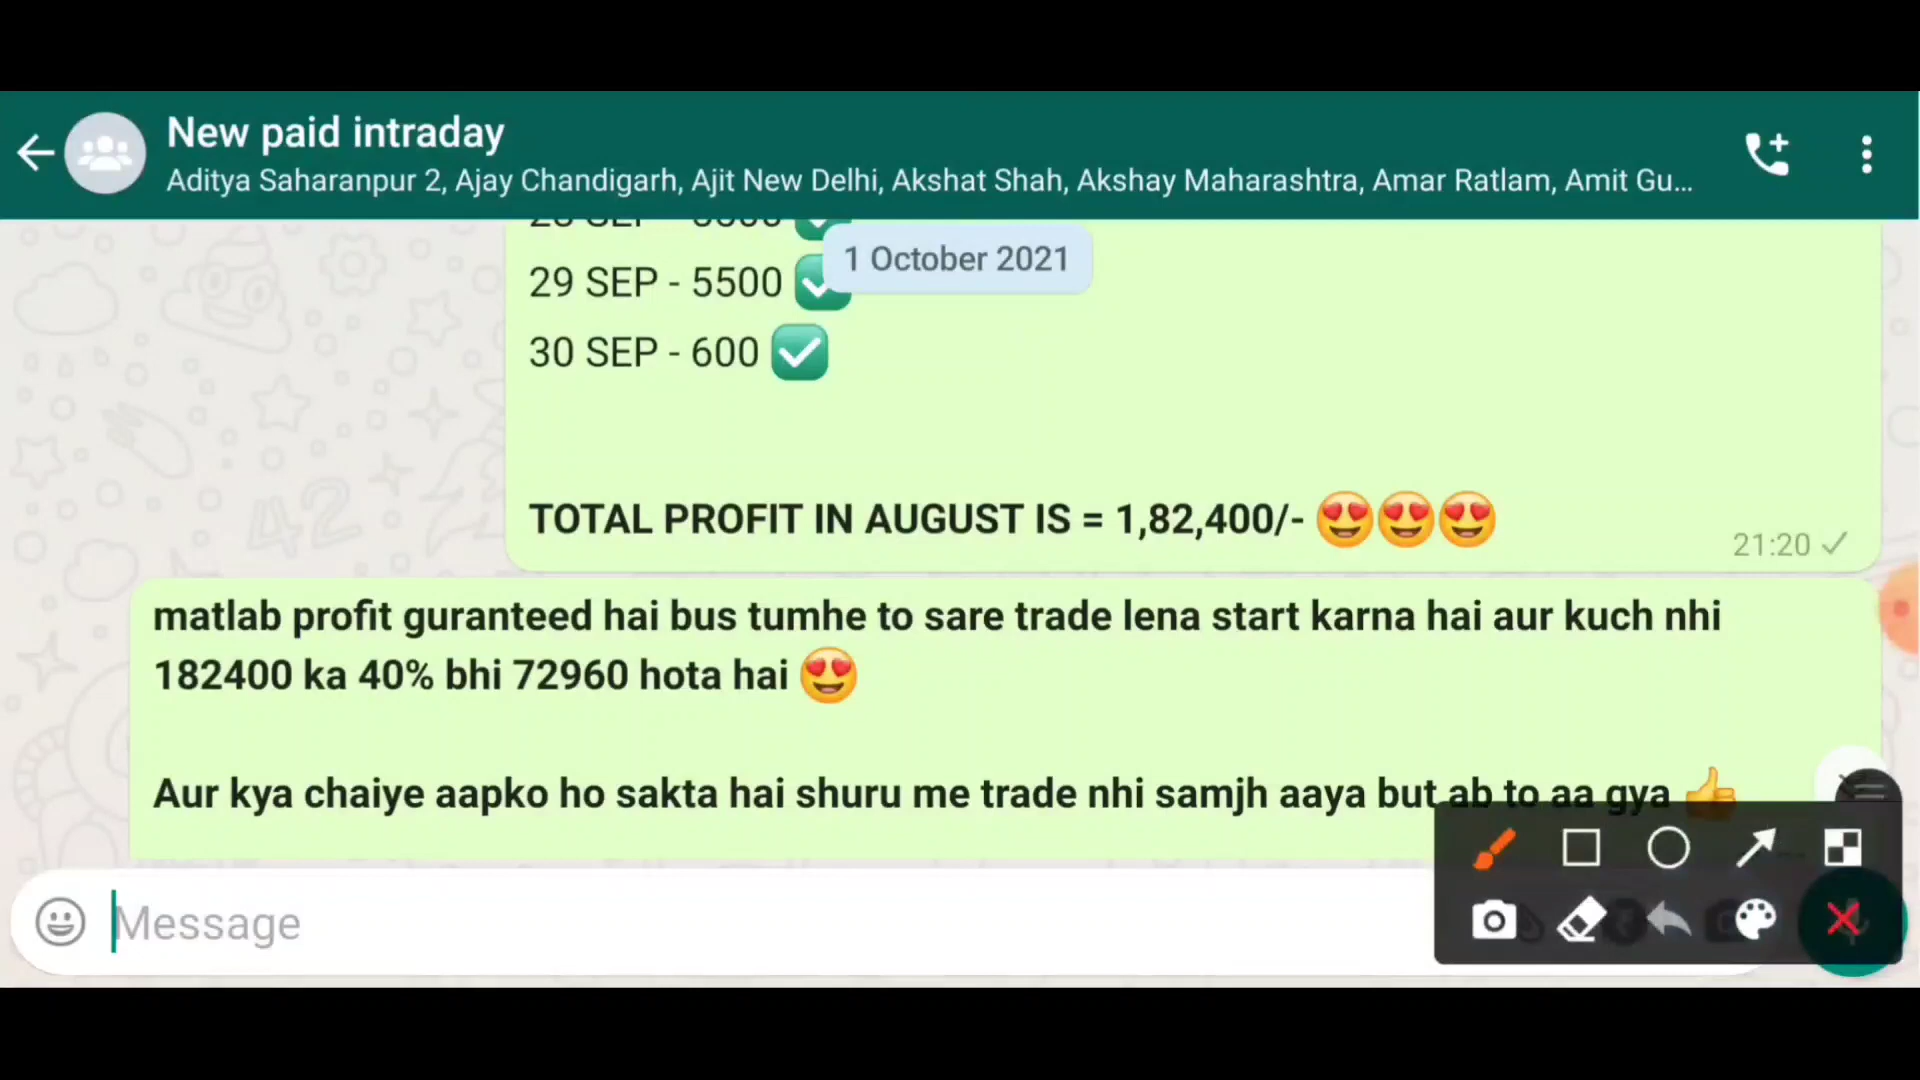 New paid intraday
Aditya Saharanpur 2, Ajay Chandigarh, Ajit New Delhi, Akshat Shah, Akshay Maharashtra, Amar Ratlam, Amit Gu...
1 October 2021
29 SEP - 5500 ✅
30 SEP - 600 ✅
TOTAL PROFIT IN AUGUST IS = 1,82,400/- 😍😍😍
21:20
matlab profit guranteed hai bus tumhe to sare trade lena start karna hai aur kuch nhi
182400 ka 40% bhi 72960 hota hai 😍
Aur kya chaiye aapko ho sakta hai shuru me trade nhi samjh aaya but ab to aa gya 👍
Message